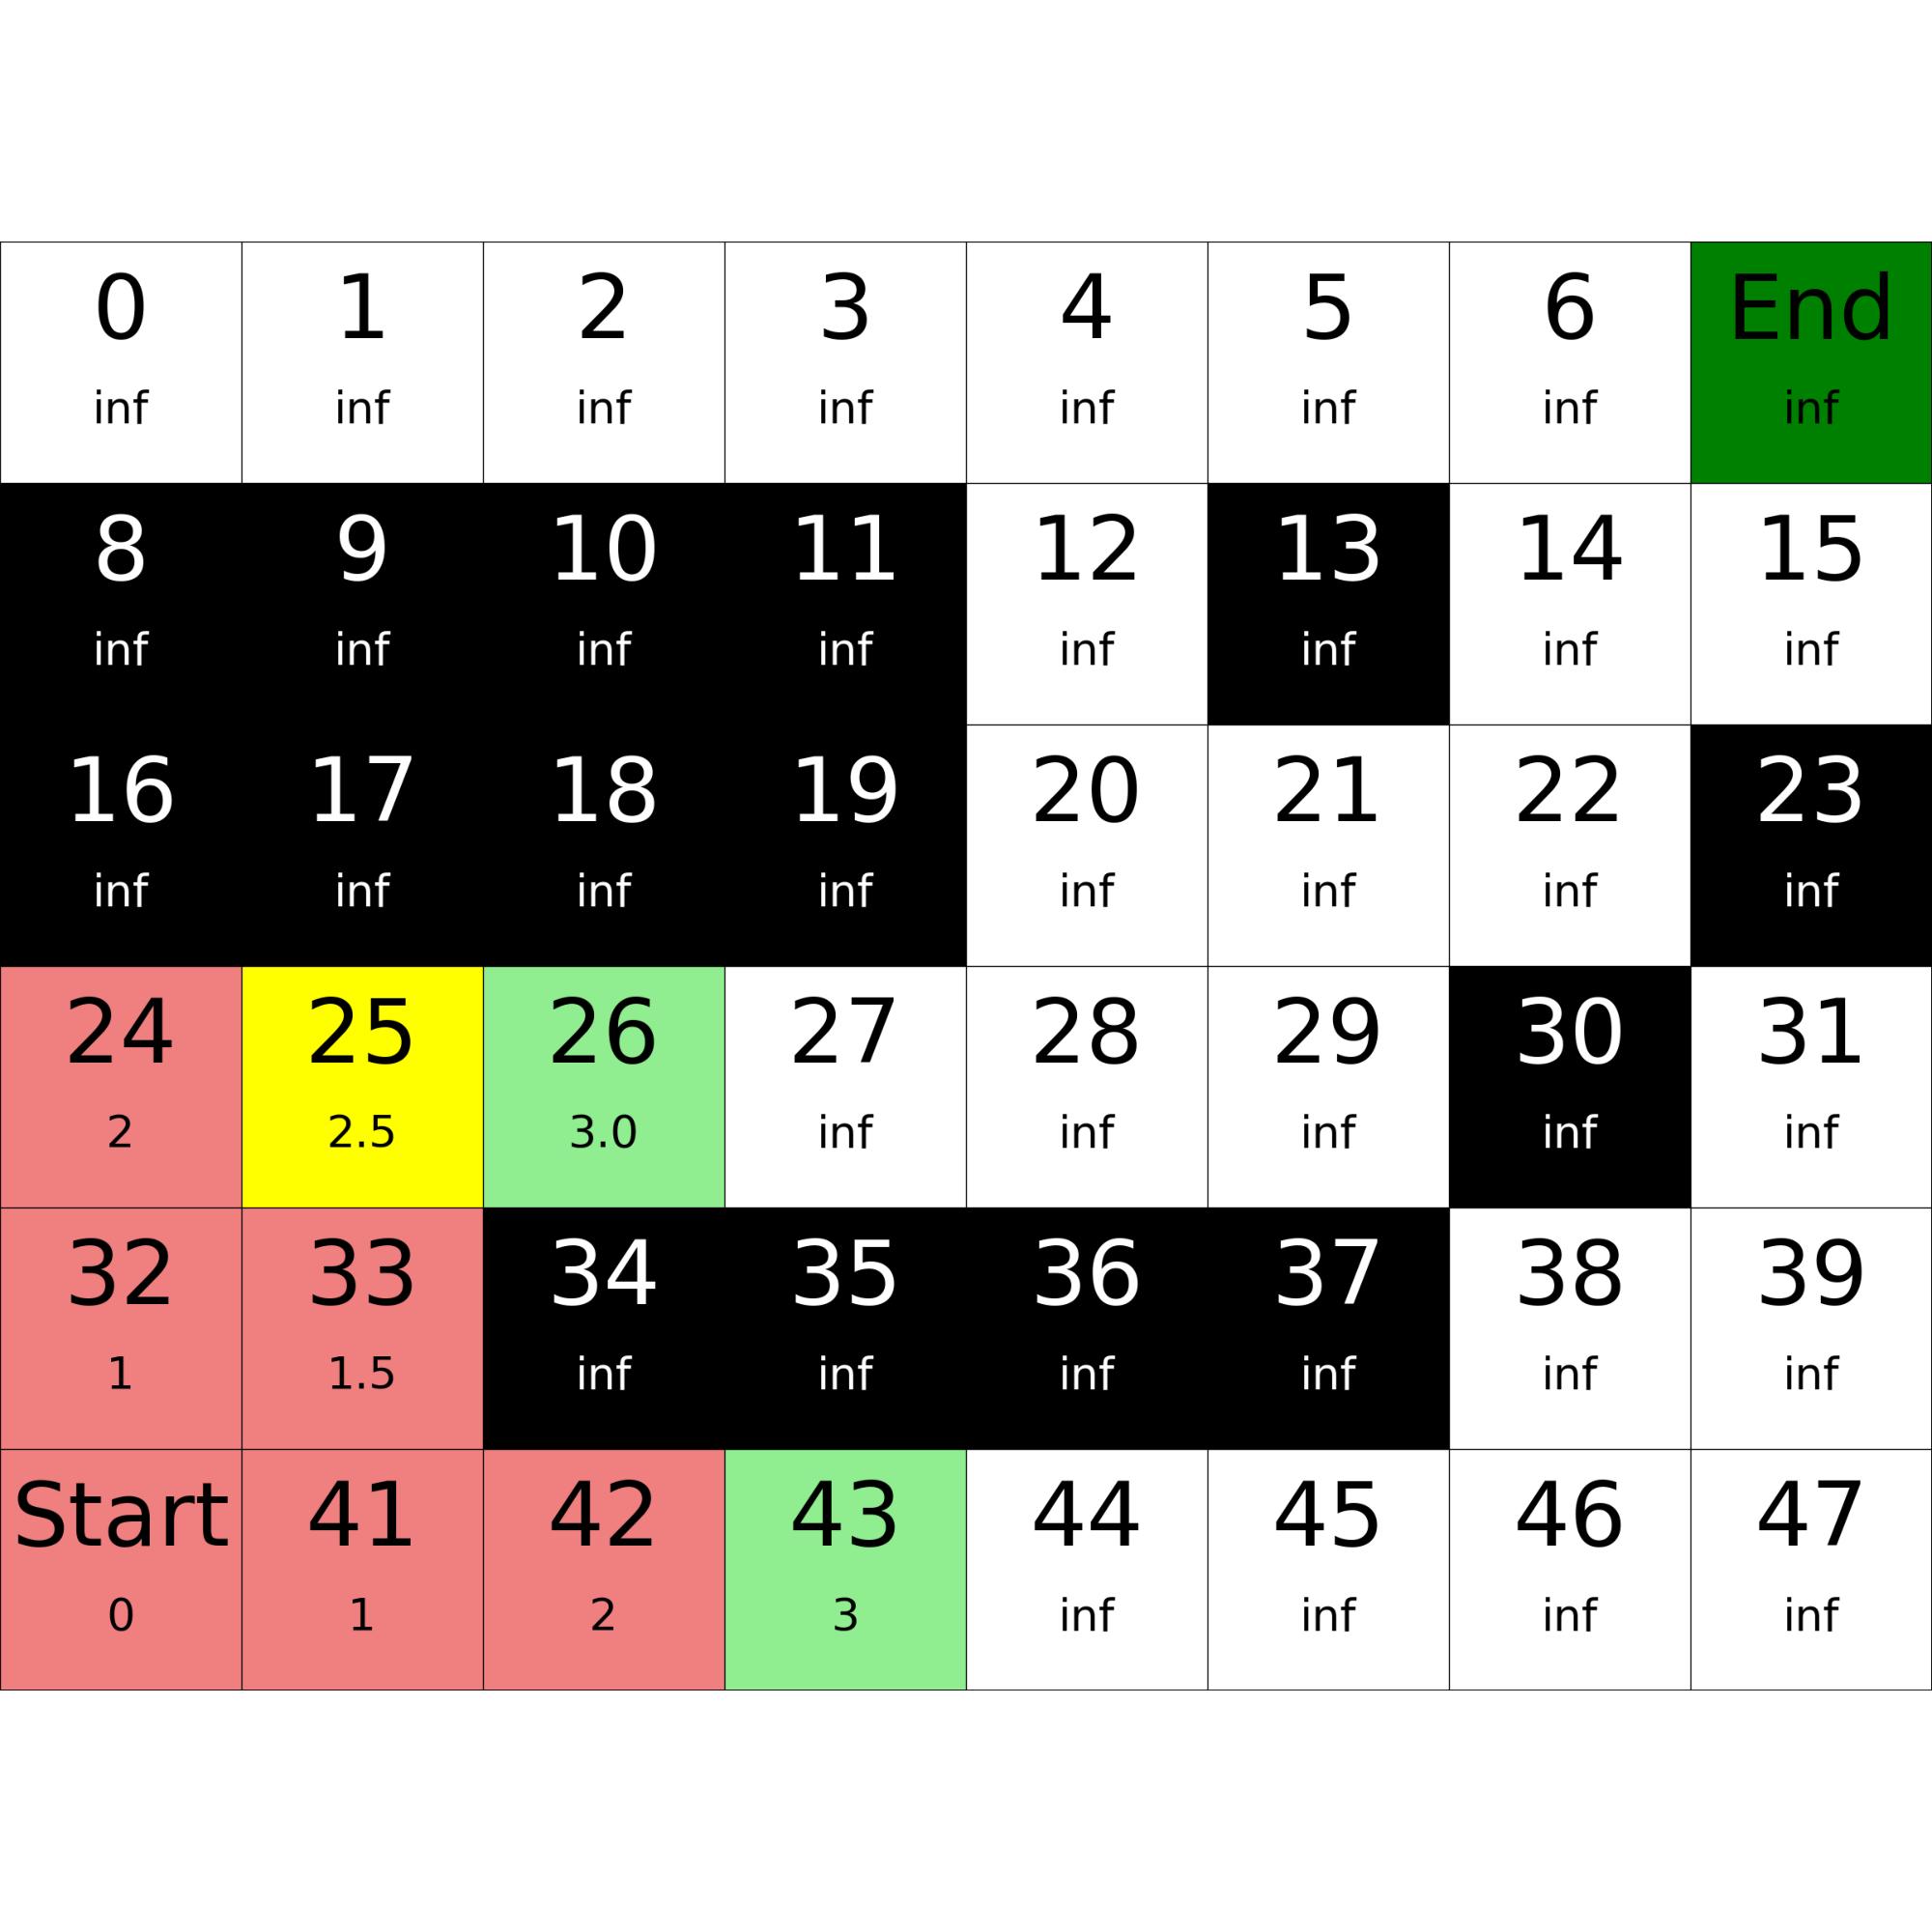 0 1 2 3 4 5 6 End
inf inf inf inf inf inf inf inf
8 9 10 11 12 13 14 15
inf inf inf inf inf inf inf inf
16 17 18 19 20 21 22 23
inf inf inf inf inf inf inf inf
24 25 26 27 28 29 30 31
2 2.5 3.0 inf inf inf inf inf
32 33 34 35 36 37 38 39
1 1.5 inf inf inf inf inf inf
Start 41 42 43 44 45 46 47
0 1 2 3 inf inf inf inf